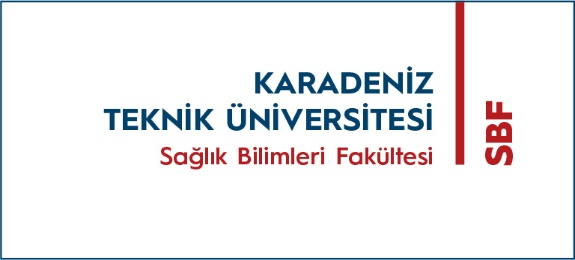 KARADENİZ
TEKNİK ÜNİVERSİTESİ
Sağlık Bilimleri Fakültesi
SBF